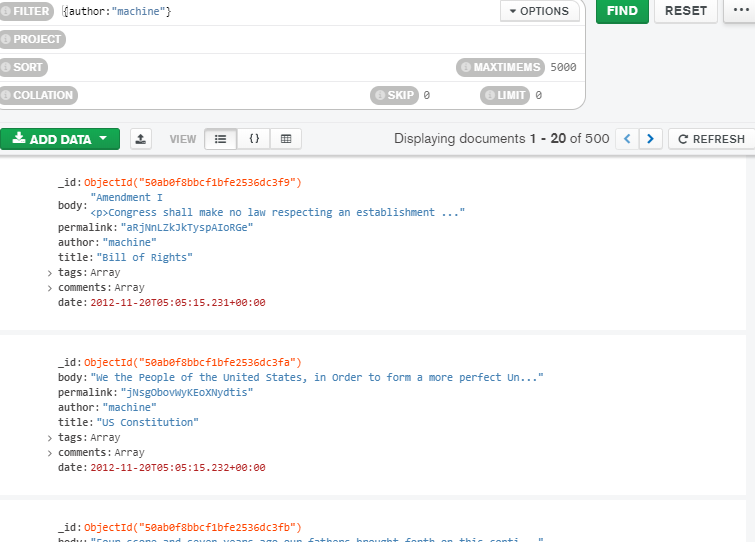 FILTER {author:"machine"} OPTIONS FIND RESET ...
PROJECT
SORT MAXTIMEMS 5000
COLLATION SKIP 0 LIMIT 0
ADD DATA VIEW {} Displaying documents 1 - 20 of 500 < > REFRESH
_id: ObjectId("50ab0f8bbcf1bfe2536dc3f9")
body: "Amendment I
<p>Congress shall make no law respecting an establishment ..."
permalink: "aRjNnLZkJkTyspAIoRGe"
author: "machine"
title: "Bill of Rights"
> tags: Array
> comments: Array
date: 2012-11-20T05:05:15.231+00:00
_id: ObjectId("50ab0f8bbcf1bfe2536dc3fa")
body: "We the People of the United States, in Order to form a more perfect Un..."
permalink: "jNsgObovWyKEoXNydtis"
author: "machine"
title: "US Constitution"
> tags: Array
> comments: Array
date: 2012-11-20T05:05:15.232+00:00
_id: ObjectId("50ab0f8bbcf1bfe2536dc3fb")
body: "Four score and seven years ago our fathers brought forth on this conti..."